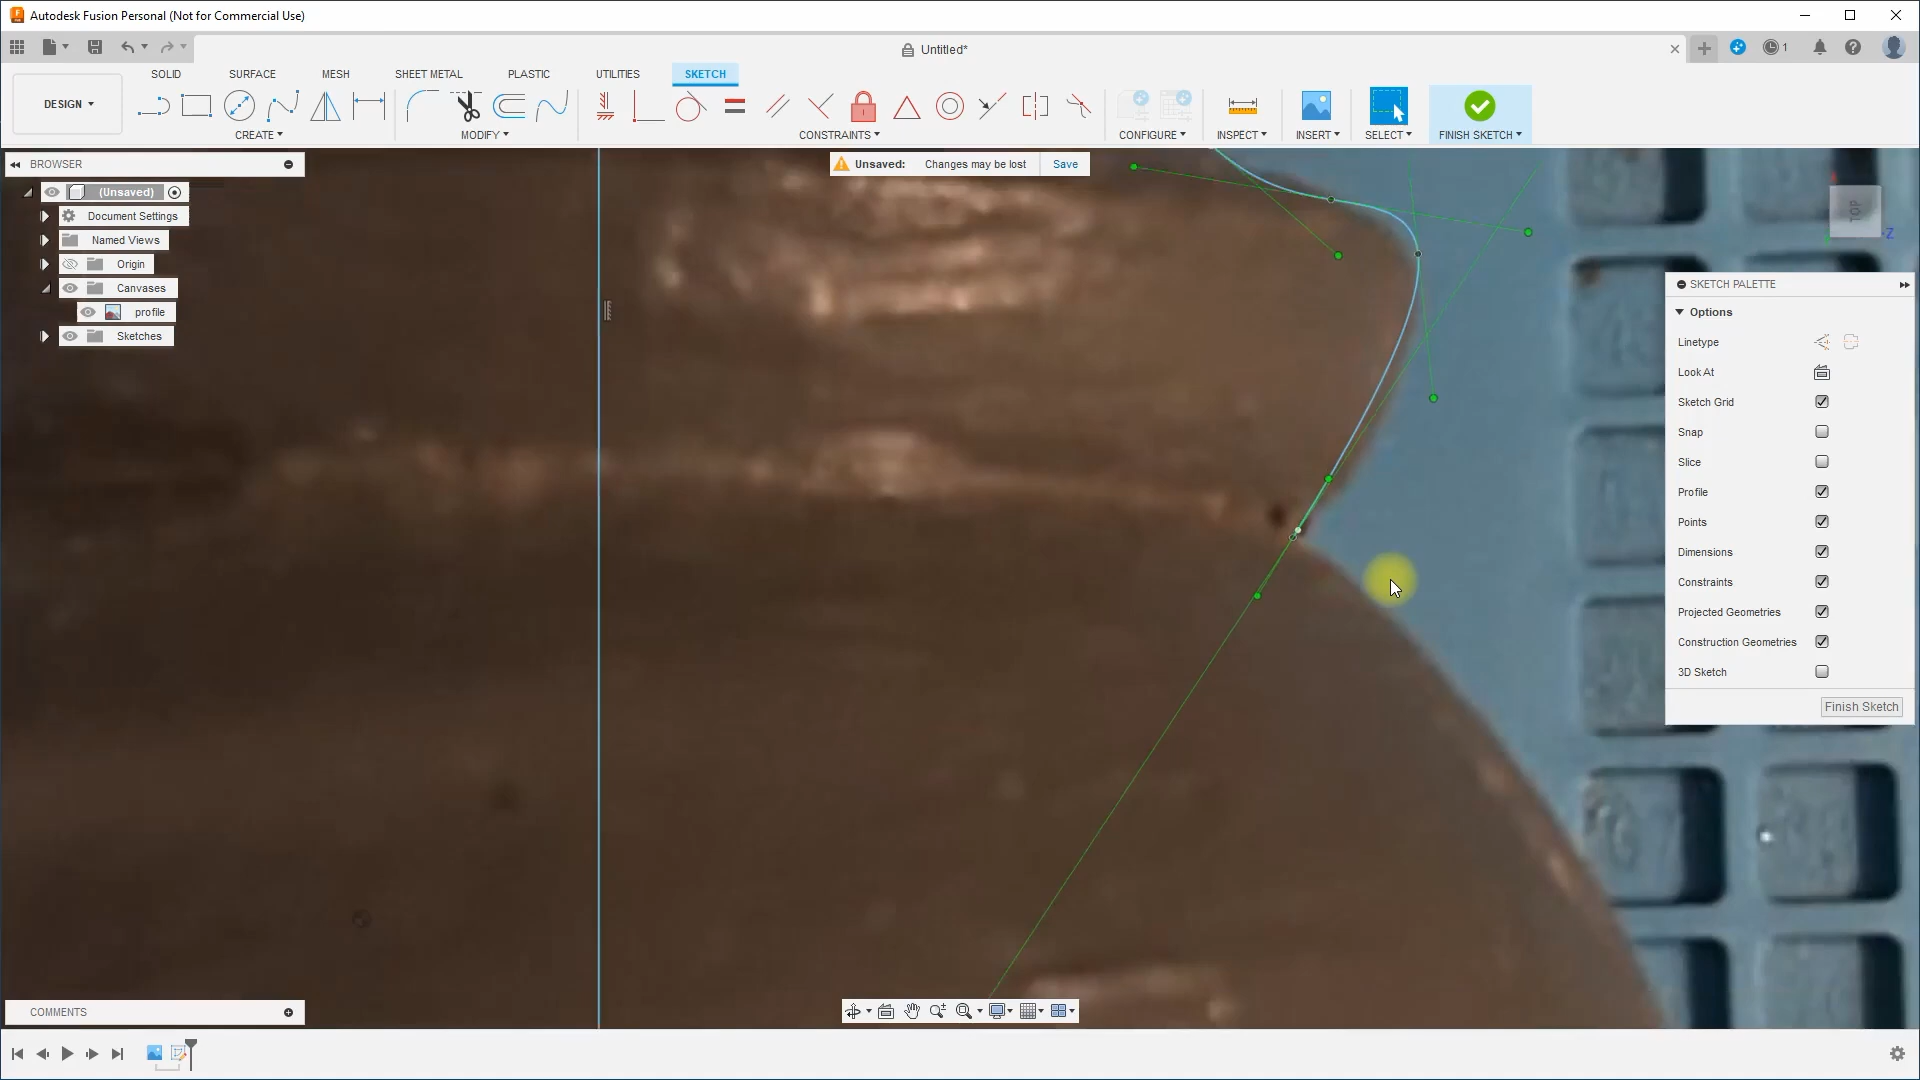 Autodesk Fusion Personal (Not for Commercial Use)
Untitled*
1
DESIGN
SOLID
SURFACE
MESH
SHEET METAL
PLASTIC
UTILITIES
SKETCH
CREATE
MODIFY
CONSTRAINTS
CONFIGURE
INSPECT
INSERT
SELECT
FINISH SKETCH
BROWSER
Unsaved: Changes may be lost
Save
(Unsaved)
Document Settings
Named Views
Origin
Canvases
profile
Sketches
TOP
Z
SKETCH PALETTE
Options
Linetype
Look At
Sketch Grid
Snap
Slice
Profile
Points
Dimensions
Constraints
Projected Geometries
Construction Geometries
3D Sketch
Finish Sketch
COMMENTS